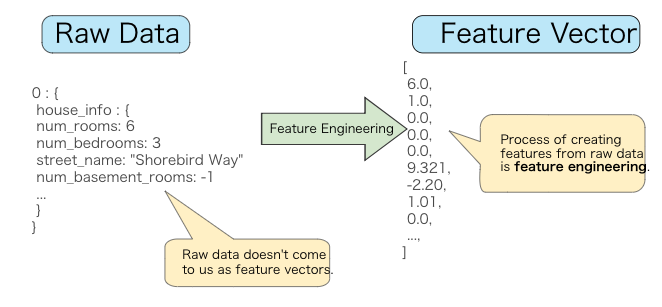 Raw Data
Feature Vector
0 : {
house_info : {
num_rooms: 6
num_bedrooms: 3
street_name: "Shorebird Way"
num_basement_rooms: -1
...
}
}
Raw data doesn't come
to us as feature vectors.
Feature Engineering
[
6.0,
1.0,
0.0,
0.0,
0.0,
9.321,
-2.20,
1.01,
0.0,
...,
]
Process of creating
features from raw data
is feature engineering.